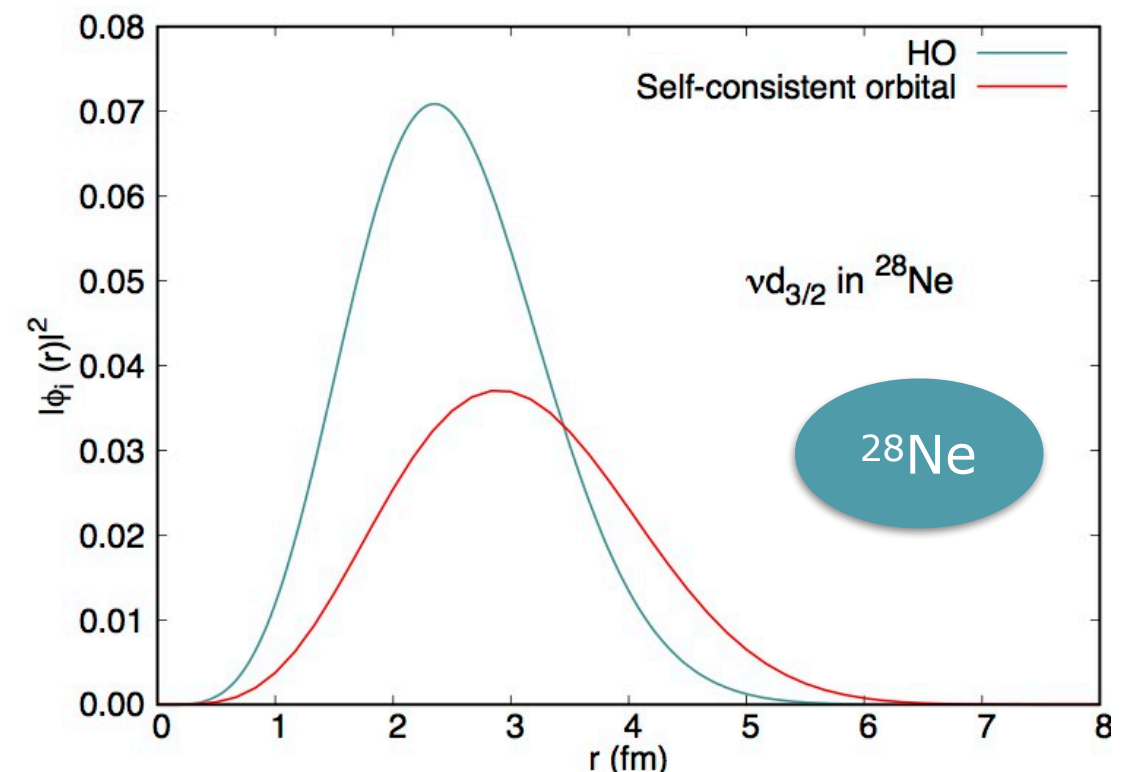 HO
Self-consistent orbital
νd3/2 in 28Ne
28Ne
|ϕi (r)|2
0.08
0.07
0.06
0.05
0.04
0.03
0.02
0.01
0.00
0 1 2 3 4 5 6 7 8
r (fm)